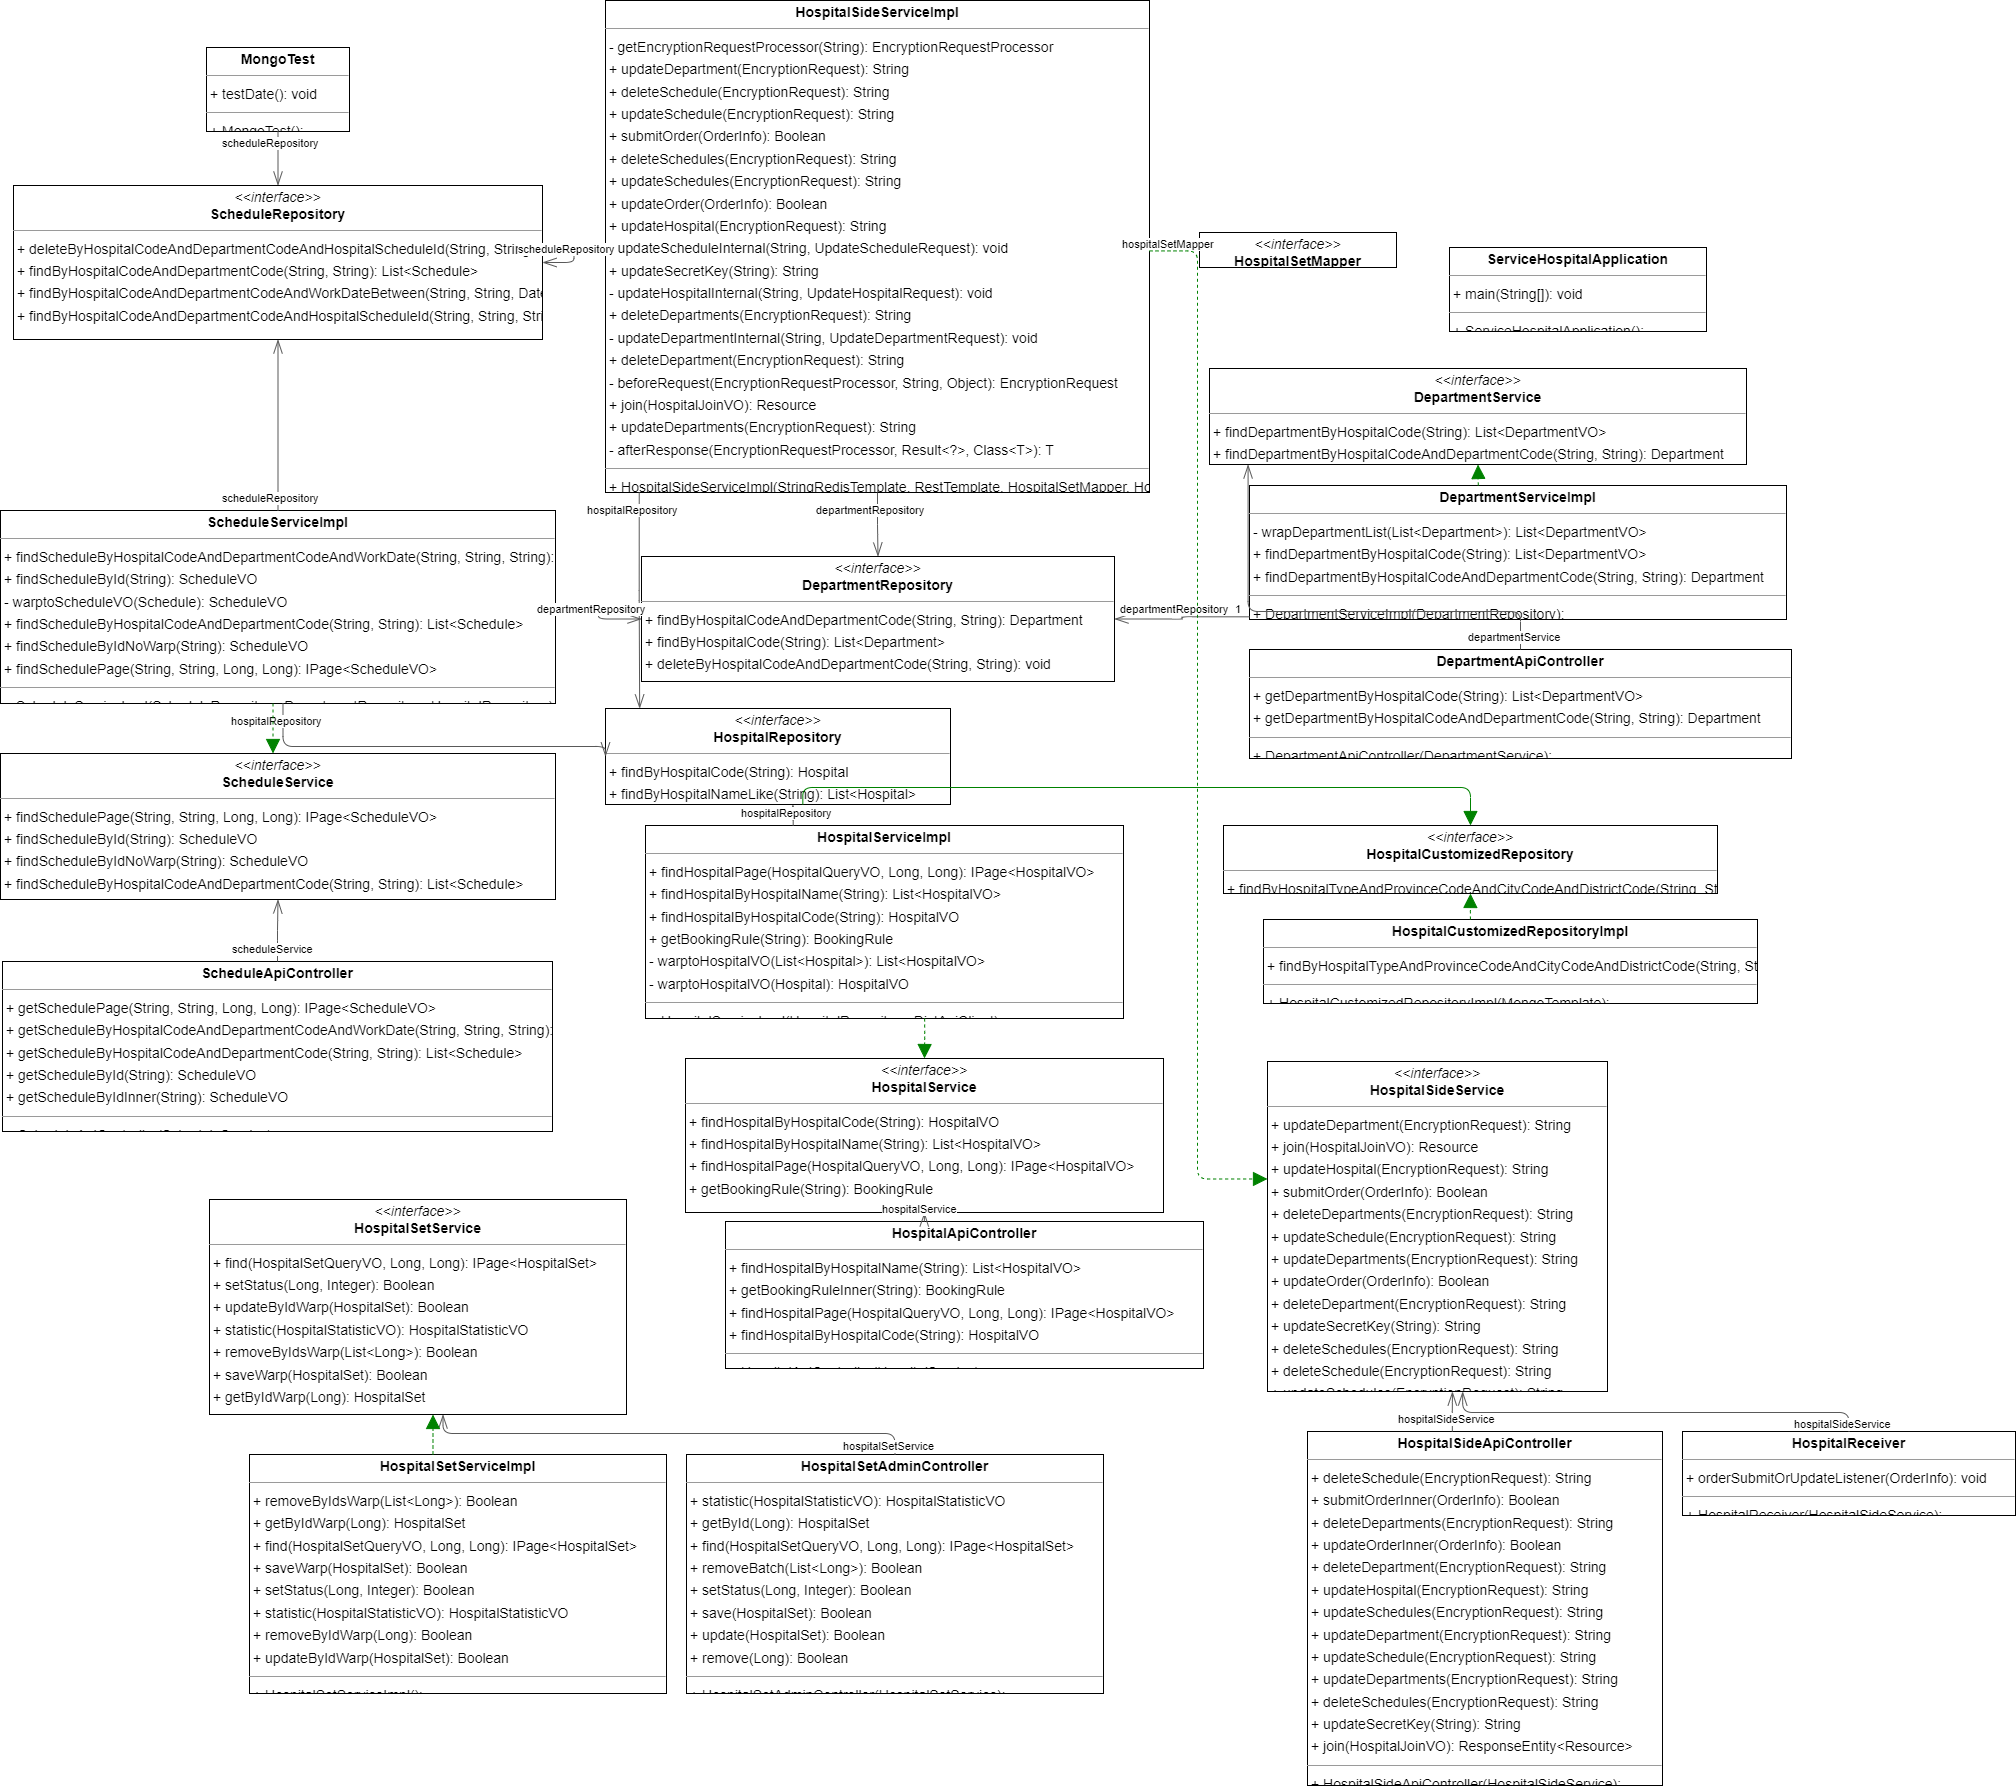 HospitalSideServiceImpl
- getEncryptionRequestProcessor(String): EncryptionRequestProcessor
+ updateDepartment(EncryptionRequest): String
+ deleteSchedule(EncryptionRequest): String
+ updateSchedule(EncryptionRequest): String
+ submitOrder(OrderInfo): Boolean
+ deleteSchedules(EncryptionRequest): String
+ updateSchedules(EncryptionRequest): String
+ updateOrder(OrderInfo): Boolean
+ updateHospital(EncryptionRequest): String
updateScheduleInternal(String, UpdateScheduleRequest): void
+ updateSecretKey(String): String
- updateHospitalInternal(String, UpdateHospitalRequest): void
+ deleteDepartments(EncryptionRequest): String
- updateDepartmentInternal(String, UpdateDepartmentRequest): void
+ deleteDepartment(EncryptionRequest): String
- beforeRequest(EncryptionRequestProcessor, String, Object): EncryptionRequest
+ join(HospitalJoinVO): Resource
+ updateDepartments(EncryptionRequest): String
- afterResponse(EncryptionRequestProcessor, Result<?>, Class<T>): T
+ HospitalSideServiceImpl(StringRedisTemplate, RestTemplate, HospitalSetMapper, Ho
MongoTest
+ testDate(): void
+ MongoTest():
scheduleRepository
<<interface>>
ScheduleRepository
+ deleteByHospitalCodeAndDepartmentCodeAndHospitalScheduleId(String, Strin
+ findByHospitalCodeAndDepartmentCode(String, String): List<Schedule>
+ findByHospitalCodeAndDepartmentCodeAndWorkDateBetween(String, String, Date
+ findByHospitalCodeAndDepartmentCodeAndHospitalScheduleId(String, String, Stri
scheduleRepository
hospitalSetMapper
<<interface>>
HospitalSetMapper
ServiceHospitalApplication
+ main(String[]): void
+ ServiceHospitalApplication():
<<interface>>
DepartmentService
+ findDepartmentByHospitalCode(String): List<DepartmentVO>
+ findDepartmentByHospitalCodeAndDepartmentCode(String, String): Department
DepartmentServiceImpl
- wrapDepartmentList(List<Department>): List<DepartmentVO>
+ findDepartmentByHospitalCode(String): List<DepartmentVO>
+ findDepartmentByHospitalCodeAndDepartmentCode(String, String): Department
+ DepartmentServiceImpl(DepartmentRepository):
departmentService
DepartmentApiController
+ getDepartmentByHospitalCode(String): List<DepartmentVO>
+ getDepartmentByHospitalCodeAndDepartmentCode(String, String): Department
+ DepartmentApiController(DepartmentService):
scheduleRepository
ScheduleServiceImpl
+ findScheduleByHospitalCodeAndDepartmentCodeAndWorkDate(String, String, String):
+ findScheduleById(String): ScheduleVO
- warptoScheduleVO(Schedule): ScheduleVO
+ findScheduleByHospitalCodeAndDepartmentCode(String, String): List<Schedule>
+ findScheduleByIdNoWarp(String): ScheduleVO
+ findSchedulePage(String, String, Long, Long): IPage<ScheduleVO>
hospitalRepository
departmentRepository
<<interface>>
DepartmentRepository
+ findByHospitalCodeAndDepartmentCode(String, String): Department
+ findByHospitalCode(String): List<Department>
+ deleteByHospitalCodeAndDepartmentCode(String, String): void
departmentRepository
departmentRepository 1
hospitalRepository
<<interface>>
HospitalRepository
+ findByHospitalCode(String): Hospital
+ findByHospitalNameLike(String): List<Hospital>
<<interface>>
ScheduleService
+ findSchedulePage(String, String, Long, Long): IPage<ScheduleVO>
+ findScheduleById(String): ScheduleVO
+ findScheduleByIdNoWarp(String): ScheduleVO
+ findScheduleByHospitalCodeAndDepartmentCode(String, String): List<Schedule>
scheduleService
ScheduleApiController
+ getSchedulePage(String, String, Long, Long): IPage<ScheduleVO>
+ getScheduleByHospitalCodeAndDepartmentCodeAndWorkDate(String, String, String):
+ getScheduleByHospitalCodeAndDepartmentCode(String, String): List<Schedule>
+ getScheduleById(String): ScheduleVO
+ getScheduleByIdInner(String): ScheduleVO
hospitalRepository
HospitalServiceImpl
+ findHospitalPage(HospitalQueryVO, Long, Long): IPage<HospitalVO>
+ findHospitalByHospitalName(String): List<HospitalVO>
+ findHospitalByHospitalCode(String): HospitalVO
+ getBookingRule(String): BookingRule
- warptoHospitalVO(List<Hospital>): List<HospitalVO>
- warptoHospitalVO(Hospital): HospitalVO
<<interface>>
HospitalCustomizedRepository
+ findByHospitalTypeAndProvinceCodeAndCityCodeAndDistrictCode(String, St
HospitalCustomizedRepositoryImpl
+ findByHospitalTypeAndProvinceCodeAndCityCodeAndDistrictCode(String, St
+ HospitalCustomizedRepositoryImpl(MongoTemplate):
<<interface>>
HospitalService
+ findHospitalByHospitalCode(String): HospitalVO
+ findHospitalByHospitalName(String): List<HospitalVO>
+ findHospitalPage(HospitalQueryVO, Long, Long): IPage<HospitalVO>
+ getBookingRule(String): BookingRule
hospitalService
HospitalApiController
+ findHospitalByHospitalName(String): List<HospitalVO>
+ getBookingRuleInner(String): BookingRule
+ findHospitalPage(HospitalQueryVO, Long, Long): IPage<HospitalVO>
+ findHospitalByHospitalCode(String): HospitalVO
<<interface>>
HospitalSideService
+ updateDepartment(EncryptionRequest): String
+ join(HospitalJoinVO): Resource
+ updateHospital(EncryptionRequest): String
+ submitOrder(OrderInfo): Boolean
+ deleteDepartments(EncryptionRequest): String
+ updateSchedule(EncryptionRequest): String
+ updateDepartments(EncryptionRequest): String
+ updateOrder(OrderInfo): Boolean
+ deleteDepartment(EncryptionRequest): String
+ updateSecretKey(String): String
+ deleteSchedules(EncryptionRequest): String
+ deleteSchedule(EncryptionRequest): String
+ updateSchedules(EncryptionRequest): String
<<interface>>
HospitalSetService
+ find(HospitalSetQueryVO, Long, Long): IPage<HospitalSet>
+ setStatus(Long, Integer): Boolean
+ updateByIdWarp(HospitalSet): Boolean
+ statistic(HospitalStatisticVO): HospitalStatisticVO
+ removeByIdsWarp(List<Long>): Boolean
+ saveWarp(HospitalSet): Boolean
+ getByIdWarp(Long): HospitalSet
hospitalSetService
HospitalSetServiceImpl
+ removeByIdsWarp(List<Long>): Boolean
+ getByIdWarp(Long): HospitalSet
+ find(HospitalSetQueryVO, Long, Long): IPage<HospitalSet>
+ saveWarp(HospitalSet): Boolean
+ setStatus(Long, Integer): Boolean
+ statistic(HospitalStatisticVO): HospitalStatisticVO
+ removeByIdWarp(Long): Boolean
+ updateByIdWarp(HospitalSet): Boolean
HospitalSetAdminController
+ statistic(HospitalStatisticVO): HospitalStatisticVO
+ getById(Long): HospitalSet
+ find(HospitalSetQueryVO, Long, Long): IPage<HospitalSet>
+ removeBatch(List<Long>): Boolean
+ setStatus(Long, Integer): Boolean
+ save(HospitalSet): Boolean
+ update(HospitalSet): Boolean
+ remove(Long): Boolean
hospitalSideService
HospitalSideApiController
+ deleteSchedule(EncryptionRequest): String
+ submitOrderInner(OrderInfo): Boolean
+ deleteDepartments(EncryptionRequest): String
+ updateOrderInner(OrderInfo): Boolean
+ deleteDepartment(EncryptionRequest): String
+ updateHospital(EncryptionRequest): String
+ updateSchedules(EncryptionRequest): String
+ updateDepartment(EncryptionRequest): String
+ updateSchedule(EncryptionRequest): String
+ updateDepartments(EncryptionRequest): String
+ deleteSchedules(EncryptionRequest): String
+ updateSecretKey(String): String
+ join(HospitalJoinVO): ResponseEntity<Resource>
+ HospitalSideApiController(HospitalSideService):
hospitalSideService
HospitalReceiver
+ orderSubmitOrUpdateListener(OrderInfo): void
+ HospitalReceiver(HospitalSideService):